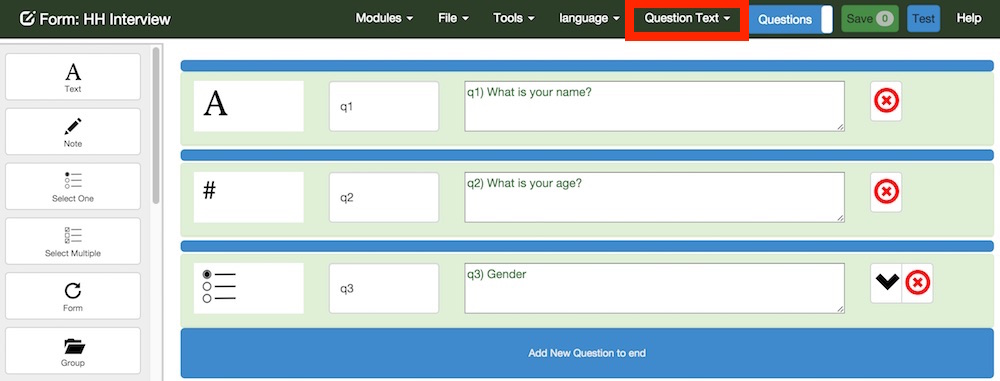 Form: HH Interview
Modules
File
Tools
language
Question Text
Questions
Save 0
Test
Help
A
Text
Note
Select One
Select Multiple
Form
Group
A
q1
q1) What is your name?
#
q2
q2) What is your age?
q3
q3) Gender
Add New Question to end